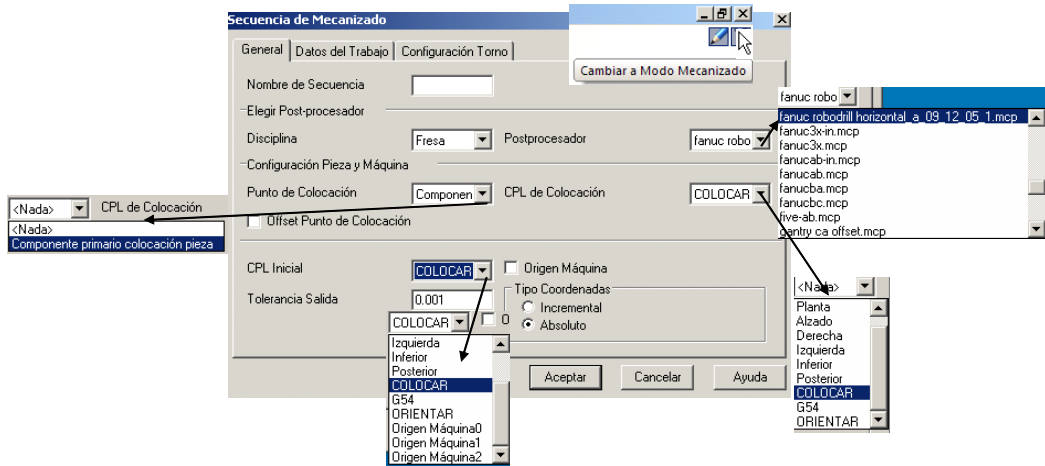 Secuencia de Mecanizado
General
Datos del Trabajo
Configuración Torno
Cambiar a Modo Mecanizado
Nombre de Secuencia
Elegir Post-procesador
Disciplina
Fresa
Postprocesador
fanuc robo
Configuración Pieza y Máquina
Punto de Colocación
Componen
CPL de Colocación
COLOCAR
Offset Punto de Colocación
CPL Inicial
COLOCAR
Origen Máquina
Tolerancia Salida
0.001
Tipo Coordenadas
Incremental
Absoluto
Aceptar
Cancelar
Ayuda
<Nada>
CPL de Colocación
<Nada>
Componente primario colocación pieza
fanuc robo
fanuc robodrill horizontal_a_09_12_05_1.mcp
fanuc3x-in.mcp
fanuc3x.mcp
fanucab-in.mcp
fanucab.mcp
fanucba.mcp
fanucbc.mcp
five-ab.mcp
gantry ca offset.mcp
COLOCAR
O
Izquierda
Inferior
Posterior
COLOCAR
G54
ORIENTAR
Origen Máquina0
Origen Máquina1
Origen Máquina2
<Nada>
Planta
Alzado
Derecha
Izquierda
Inferior
Posterior
COLOCAR
G54
ORIENTAR